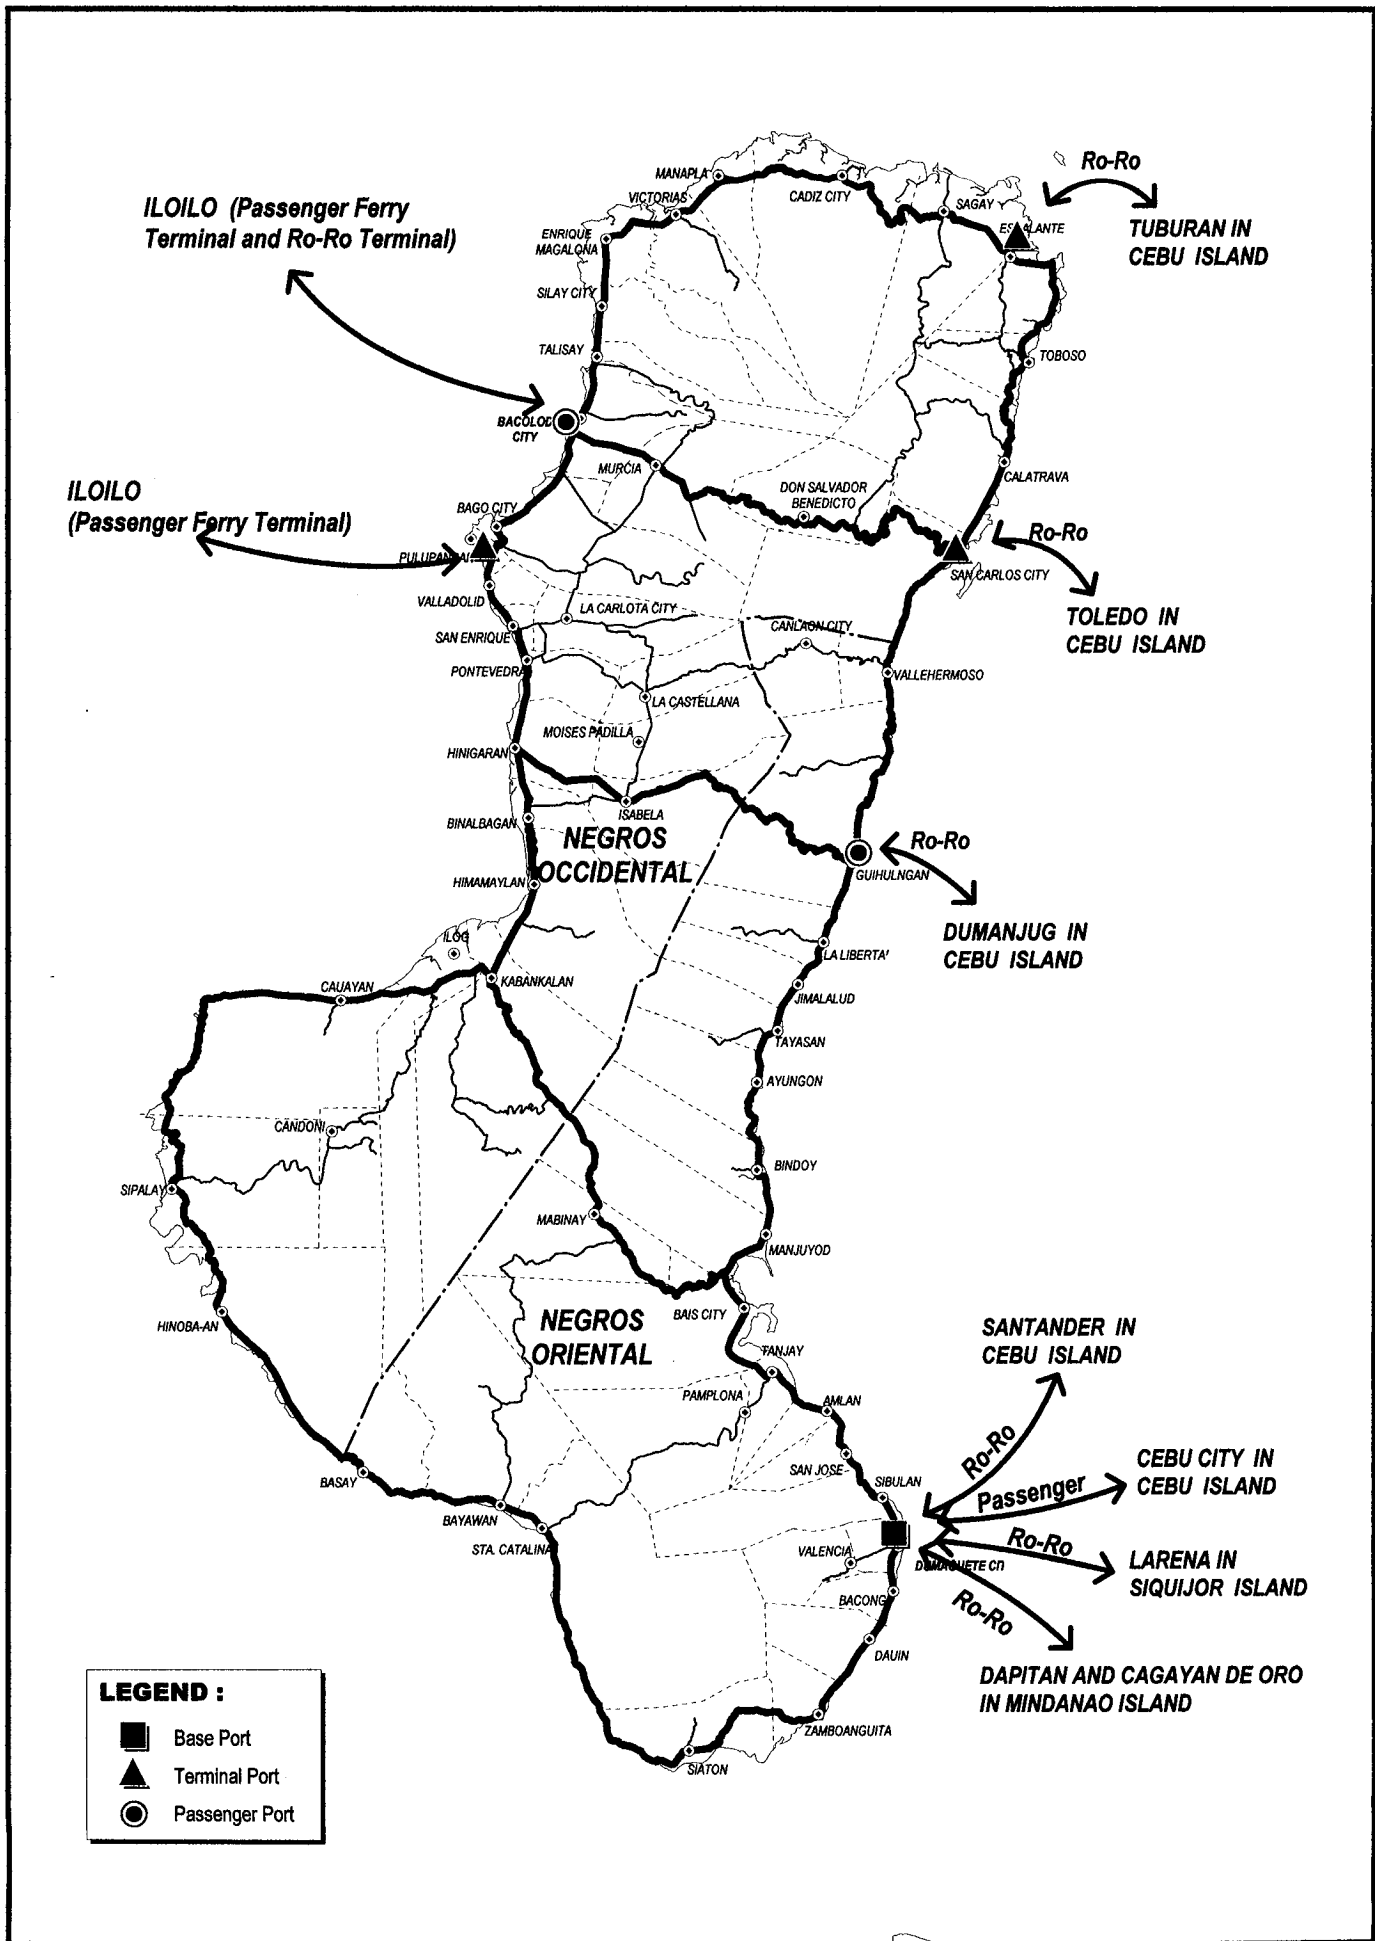 MANAPLA
CADIZ CITY
Ro-Ro
VICTORIAS
SAGAY
ILOILO (Passenger Ferry
Terminal and Ro-Ro Terminal)
TUBURAN IN
CEBU ISLAND
ENRIQUE
MAGALONA
SILAY CITY
TALISAY
TOBOSO
BACOLOD
CITY
MURCIA
CALATRAVA
DON SALVADOR
BENEDICTO
ILOILO
(Passenger Ferry Terminal)
BAGO CITY
Ro-Ro
SAN CARLOS CITY
VALLADOLID
LA CARLOTA CITY
TOLEDO IN
CEBU ISLAND
SAN ENRIQUE
CANLAON CITY
PONTEVEDRA
VALLEHERMOSO
LA CASTELLANA
MOISES PADILLA
HINIGARAN
ISABELA
BINALBAGAN
NEGROS
OCCIDENTAL
Ro-Ro
GUIHULNGAN
HIMAMAYLAN
DUMANJUG IN
CEBU ISLAND
ILOG
LA LIBERTA'
KABANKALAN
CAUAYAN
JIMALALUD
TAYASAN
AYUNGON
CANDONI
BINDOY
SIPALAY
MABINAY
MANJUYOD
BAIS CITY
HINOBA-AN
NEGROS
ORIENTAL
SANTANDER IN
CEBU ISLAND
TANJAY
PAMPLONA
AMLAN
Ro-Ro
SAN JOSE
CEBU CITY IN
CEBU ISLAND
BASAY
SIBULAN
Passenger
BAYAWAN
STA. CATALINA
VALENCIA
Ro-Ro
LARENA IN
SIQUIJOR ISLAND
BACONG
Ro-Ro
DAUIN
DAPITAN AND CAGAYAN DE ORO
IN MINDANAO ISLAND
ZAMBOANGUITA
SIATON
LEGEND :
Base Port
Terminal Port
Passenger Port